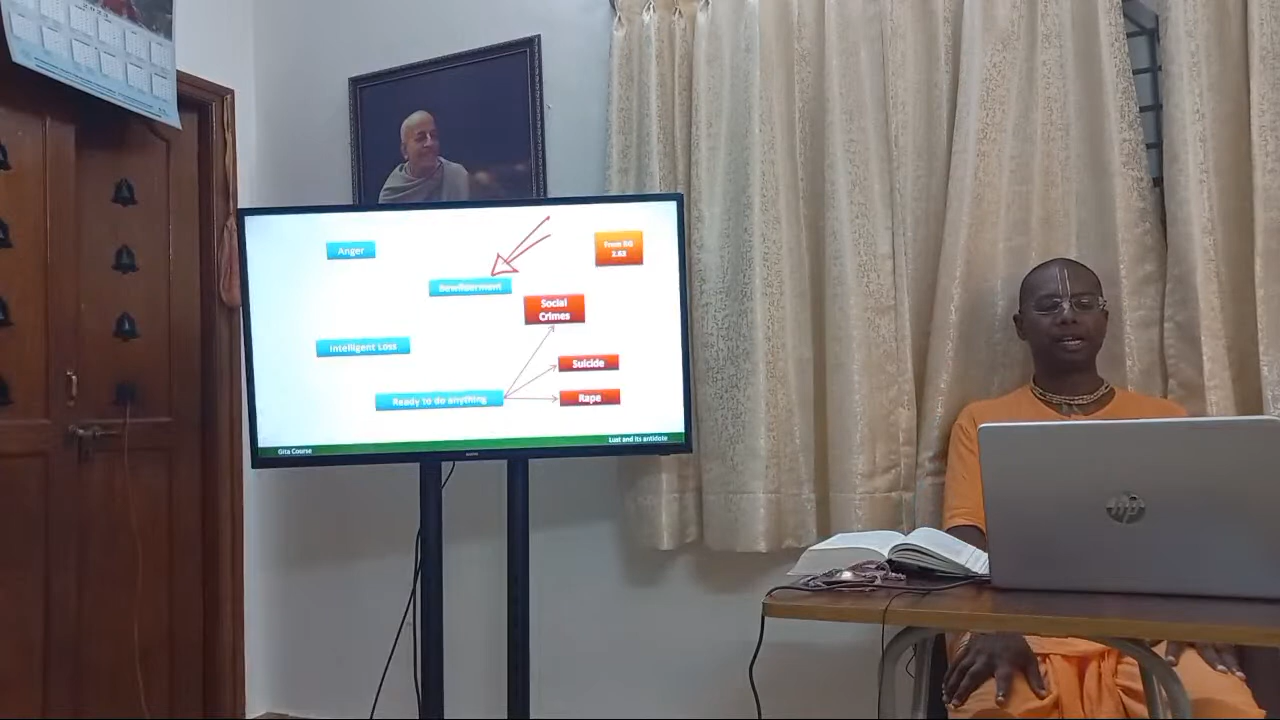 Anger
From BG
2.63
Bewilderment
Social
Crimes
Intelligent Loss
Suicide
Ready to do anything
Rape
Gita Course
Lust and its antidote
hp